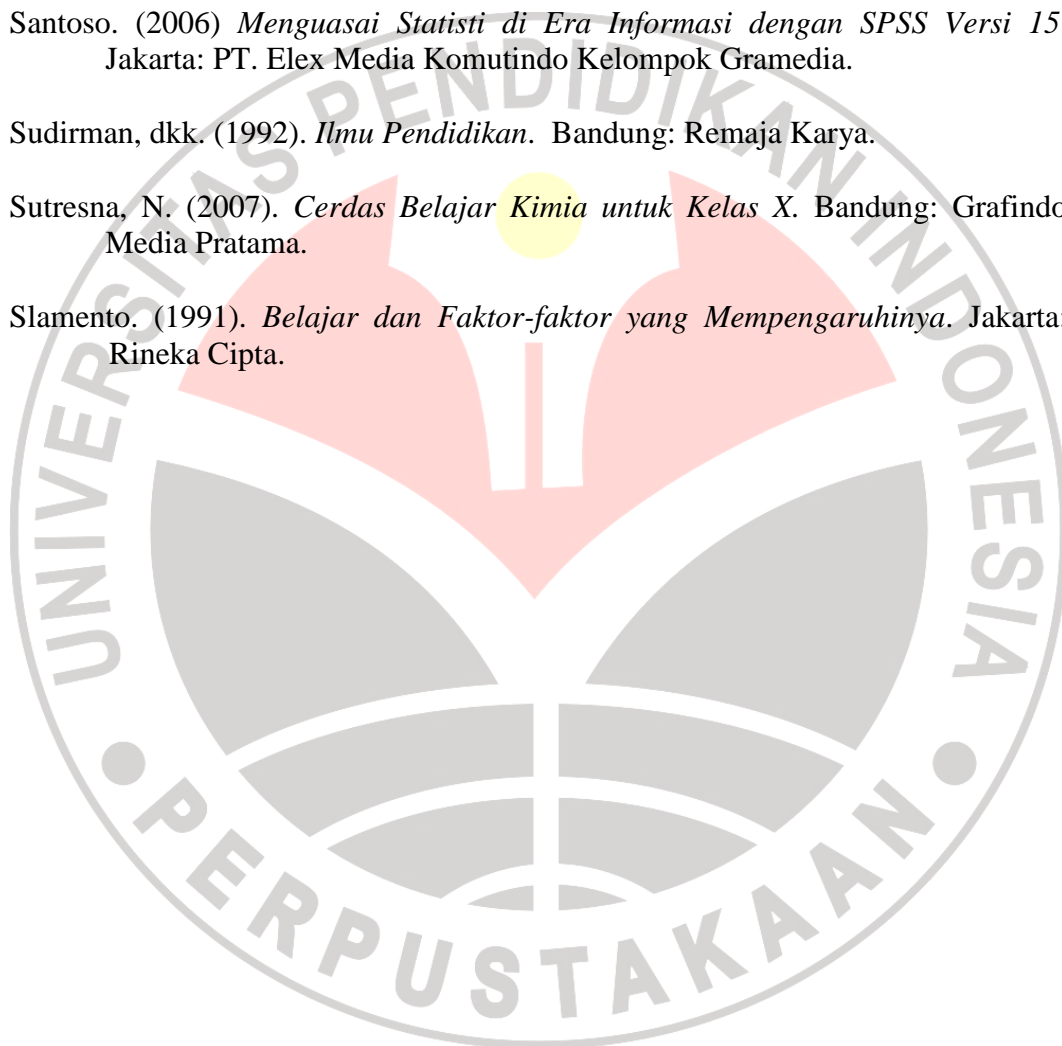 Santoso. (2006) Menguasai Statisti di Era Informasi dengan SPSS Versi 15
Jakarta: PT. Elex Media Komutindo Kelompok Gramedia.
Sudirman, dkk. (1992). Ilmu Pendidikan. Bandung: Remaja Karya.
Sutresna, N. (2007). Cerdas Belajar Kimia untuk Kelas X. Bandung: Grafindo
Media Pratama.
Slamento. (1991). Belajar dan Faktor-faktor yang Mempengaruhinya. Jakarta:
Rineka Cipta.
UNIVERSITAS PENDIDIKAN INDONESIA
PERPUSTAKAAN